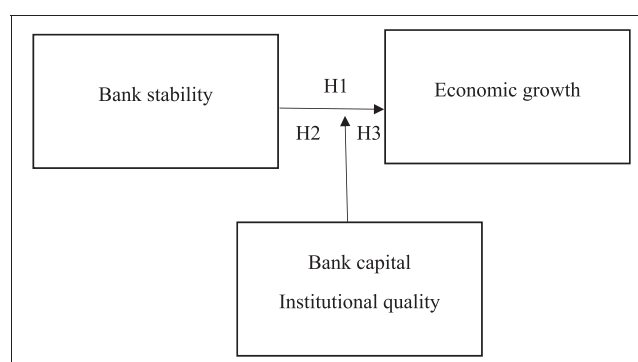 Bank stability
H1
Economic growth
H2
H3
Bank capital
Institutional quality